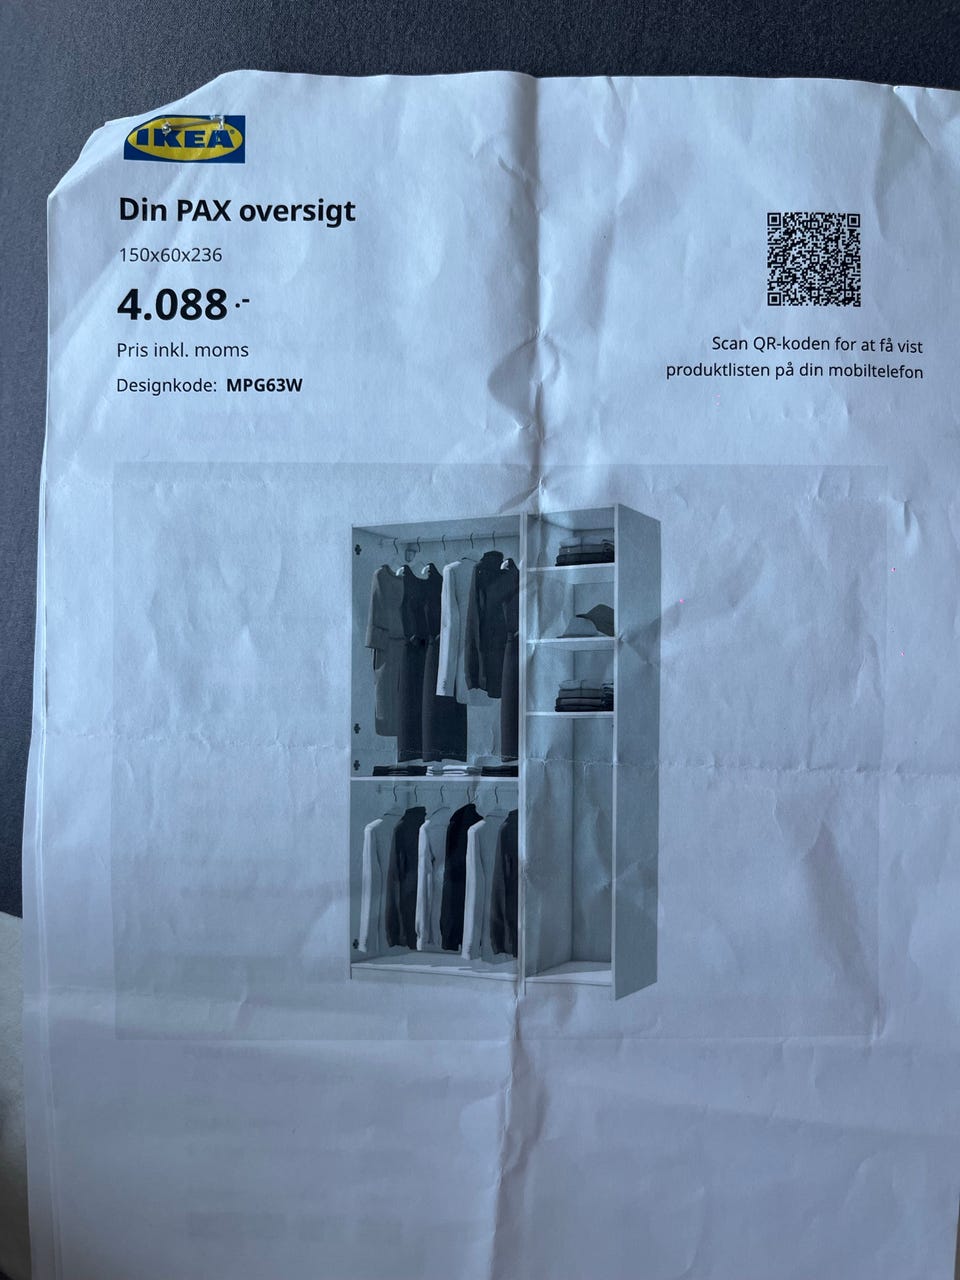 IKEA®
Din PAX oversigt
150x60x236
4.088.-
Pris inkl. moms
Designkode: MPG63W
Scan QR-koden for at få vist
produktlisten på din mobiltelefon